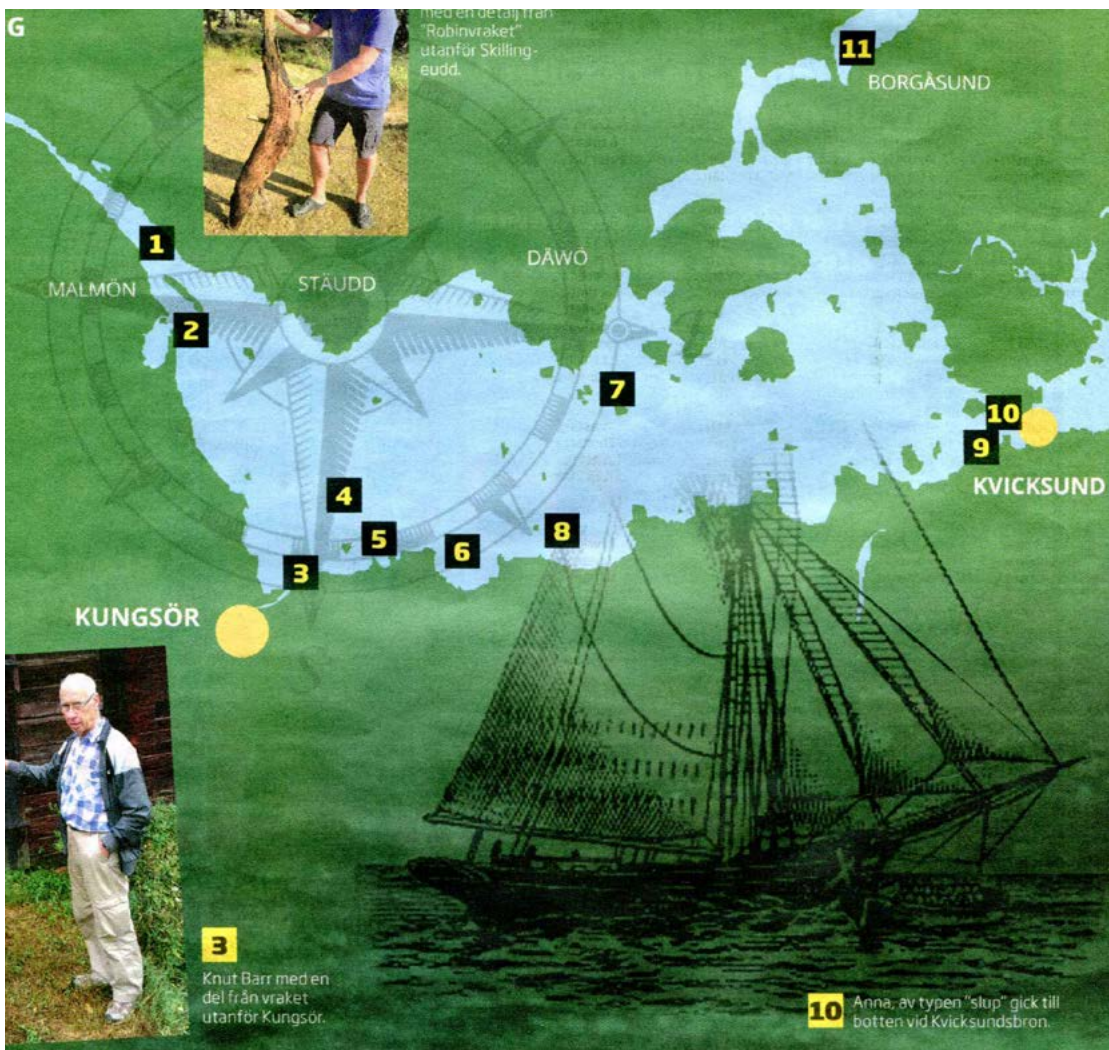 G
med en detalj från
"Robinvraket"
utanför Skilling-
eudd.
11
BORGÅSUND
1
MALMÖN
STÄUDD
DÅWÖ
2
7
10
9
KVICKSUND
4
5
6
8
3
KUNGSÖR
3
Knut Barr med en
del från vraket
utanför Kungsör.
10
Anna, av typen "slup" gick till
botten vid Kvicksundsbron.